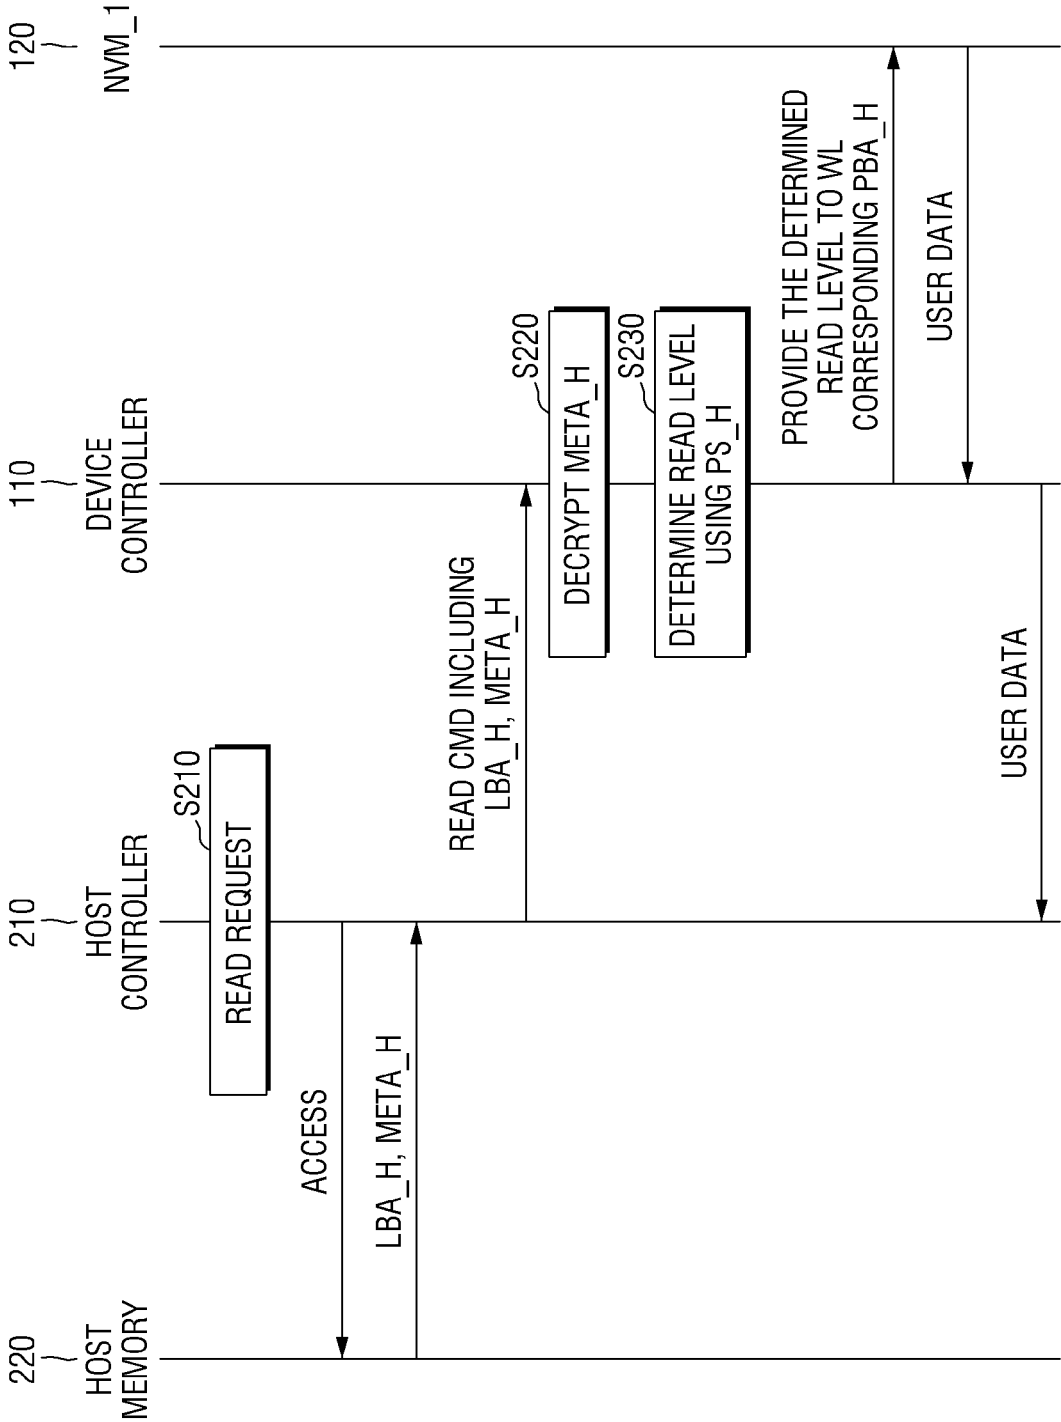 220
HOST
MEMORY
210
HOST
CONTROLLER
110
DEVICE
CONTROLLER
120
NVM_1
S210
READ REQUEST
ACCESS
LBA_H, META_H
READ CMD INCLUDING
LBA_H, META_H
S220
DECRYPT META_H
S230
DETERMINE READ LEVEL
USING PS_H
PROVIDE THE DETERMINED
READ LEVEL TO WL
CORRESPONDING PBA_H
USER DATA
USER DATA